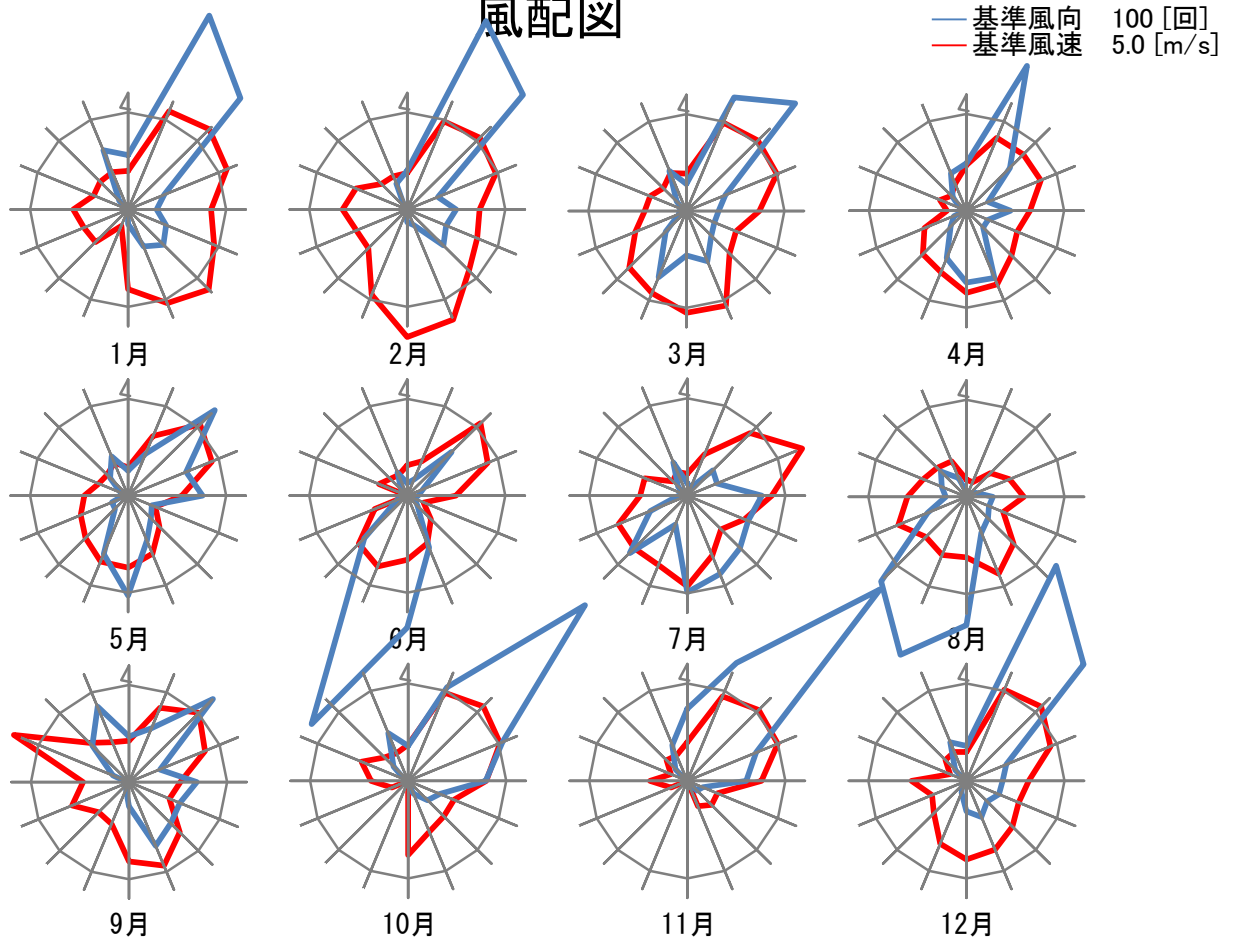 風配図
基準風向 100 [回]
基準風速 5.0 [m/s]
1月 2月 3月 4月
5月 6月 7月 8月
9月 10月 11月 12月